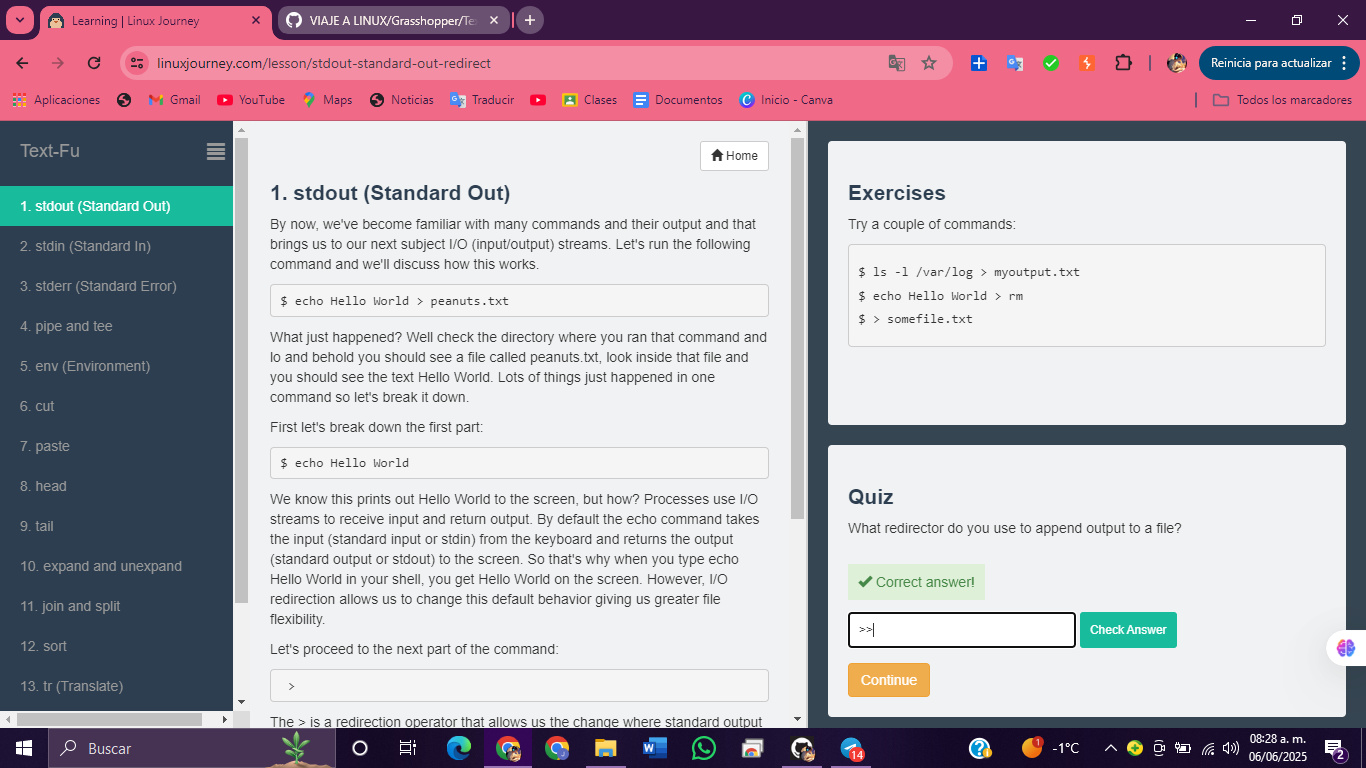 Learning | Linux Journey
VIAJE A LINUX/Grasshopper/Te
linuxjourney.com/lesson/stdout-standard-out-redirect
Reinicia para actualizar
Aplicaciones
Gmail
YouTube
Maps
Noticias
Traducir
Clases
Documentos
Inicio - Canva
Todos los marcadores
Text-Fu
1. stdout (Standard Out)
2. stdin (Standard In)
3. stderr (Standard Error)
4. pipe and tee
5. env (Environment)
6. cut
7. paste
8. head
9. tail
10. expand and unexpand
11. join and split
12. sort
13. tr (Translate)
Home
1. stdout (Standard Out)
By now, we've become familiar with many commands and their output and that
brings us to our next subject I/O (input/output) streams. Let's run the following
command and we'll discuss how this works.
$ echo Hello World > peanuts.txt
What just happened? Well check the directory where you ran that command and
lo and behold you should see a file called peanuts.txt, look inside that file and
you should see the text Hello World. Lots of things just happened in one
command so let's break it down.
First let's break down the first part:
$ echo Hello World
We know this prints out Hello World to the screen, but how? Processes use I/O
streams to receive input and return output. By default the echo command takes
the input (standard input or stdin) from the keyboard and returns the output
(standard output or stdout) to the screen. So that's why when you type echo
Hello World in your shell, you get Hello World on the screen. However, I/O
redirection allows us to change this default behavior giving us greater file
flexibility.
Let's proceed to the next part of the command:
>
The > is a redirection operator that allows us the change where standard output
Exercises
Try a couple of commands:
$ ls -l /var/log > myoutput.txt
$ echo Hello World > rm
$ > somefile.txt
Quiz
What redirector do you use to append output to a file?
Correct answer!
>>
Check Answer
Continue
Buscar
14
1
-1°C
08:28 a. m.
06/06/2025
2